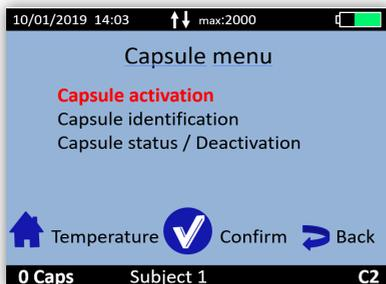 10/01/2019 14:03 max:2000
Capsule menu
Capsule activation
Capsule identification
Capsule status / Deactivation
Temperature Confirm Back
0 Caps Subject 1 C2